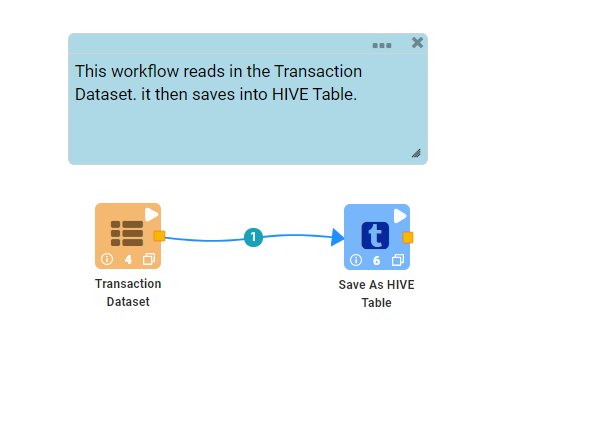 This workflow reads in the Transaction
Dataset. it then saves into HIVE Table.
1
t
4
6
Transaction
Dataset
Save As HIVE
Table